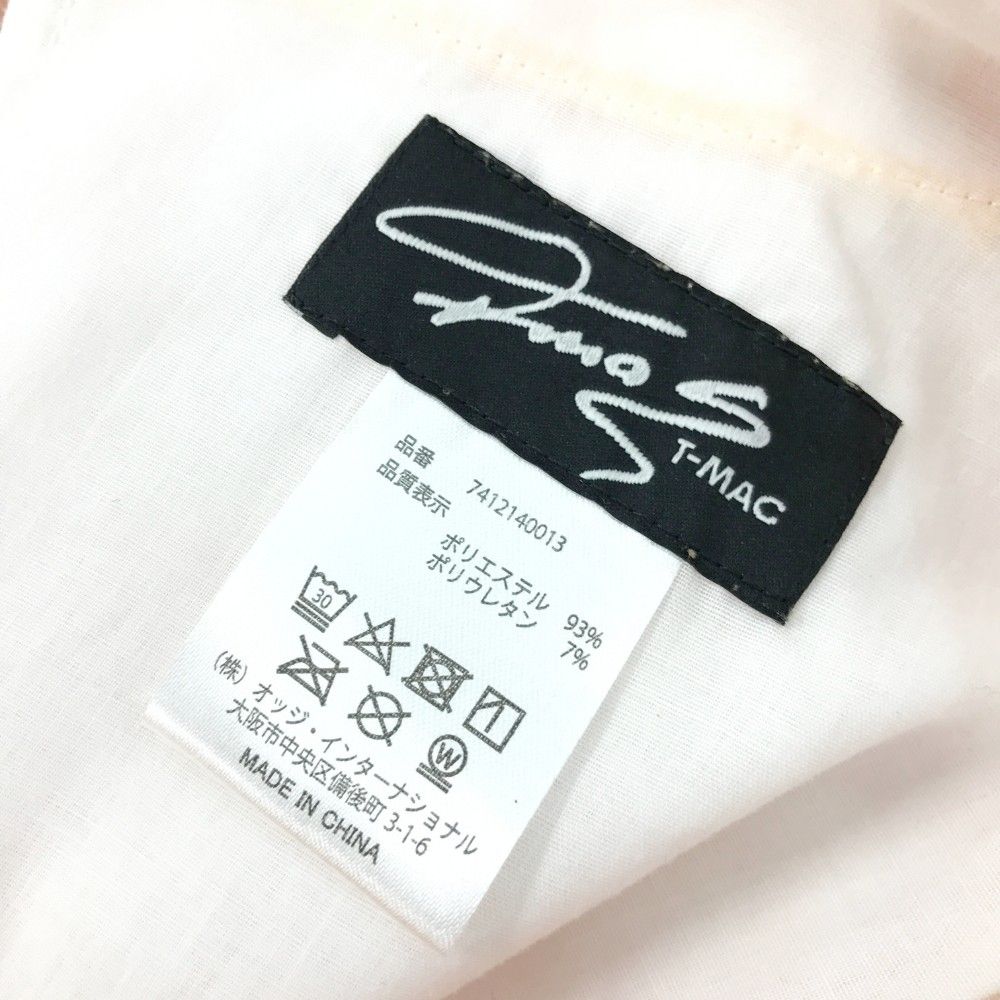 T-MAC
品番 7412140013
品質表示
ポリエステル 93%
ポリウレタン 7%
30
W
(株)オッジ・インターナショナル
大阪市中央区備後町 3-1-6
MADE IN CHINA